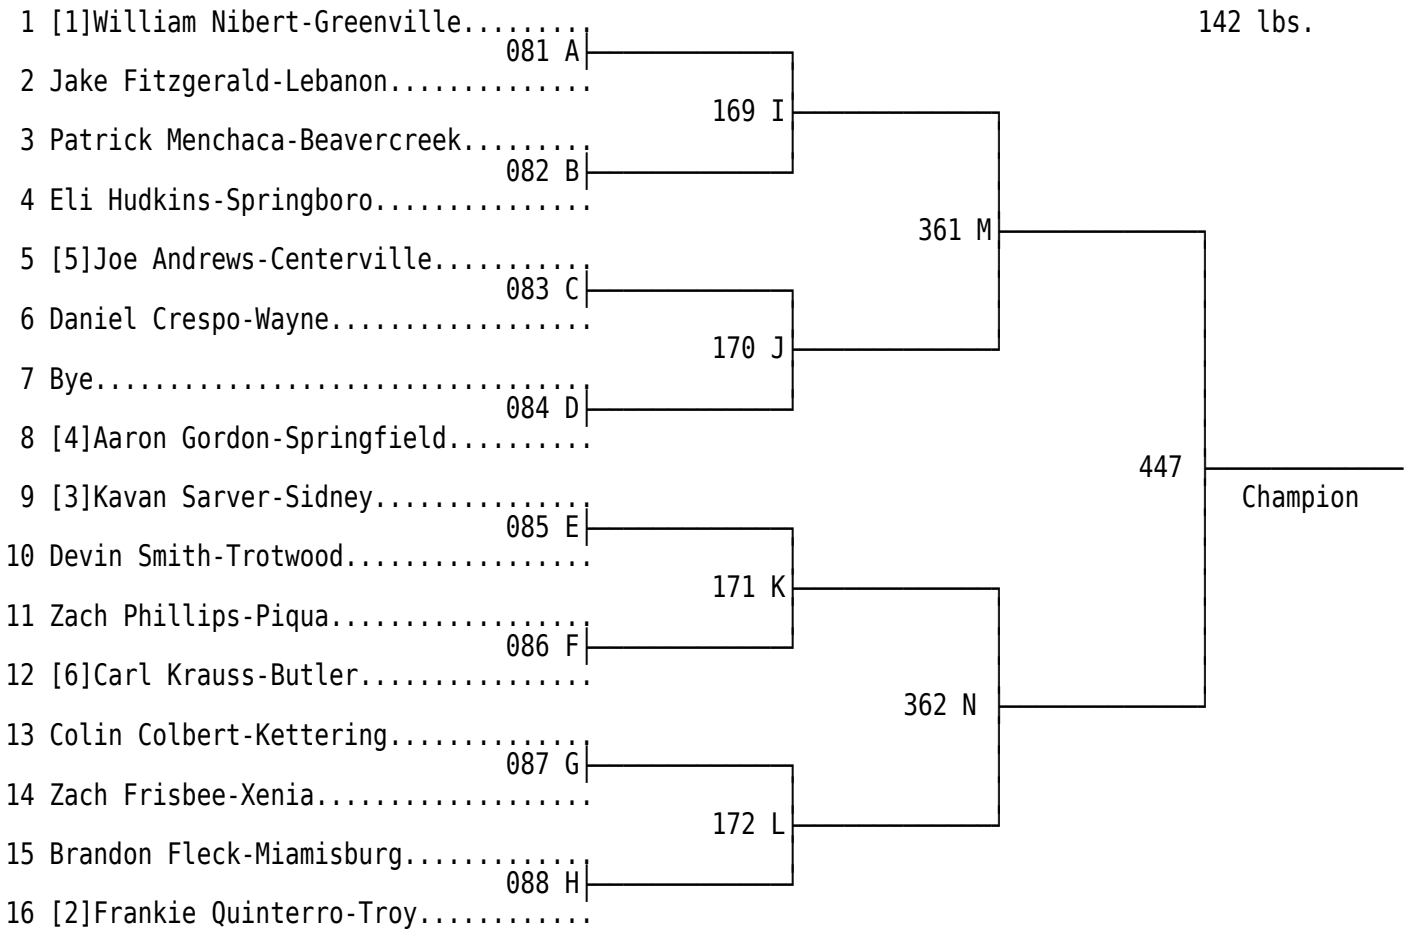 1 [1]William Nibert-Greenville......... 142 lbs.
081 A
2 Jake Fitzgerald-Lebanon..............
169 I
3 Patrick Menchaca-Beavercreek.........
082 B
4 Eli Hudkins-Springboro...............
361 M
5 [5]Joe Andrews-Centerville...........
083 C
6 Daniel Crespo-Wayne..................
170 J
7 Bye..................................
084 D
8 [4]Aaron Gordon-Springfield..........
447
9 [3]Kavan Sarver-Sidney............... Champion
085 E
10 Devin Smith-Trotwood.................
171 K
11 Zach Phillips-Piqua..................
086 F
12 [6]Carl Krauss-Butler................
362 N
13 Colin Colbert-Kettering..............
087 G
14 Zach Frisbee-Xenia...................
172 L
15 Brandon Fleck-Miamisburg.............
088 H
16 [2]Frankie Quinterro-Troy............